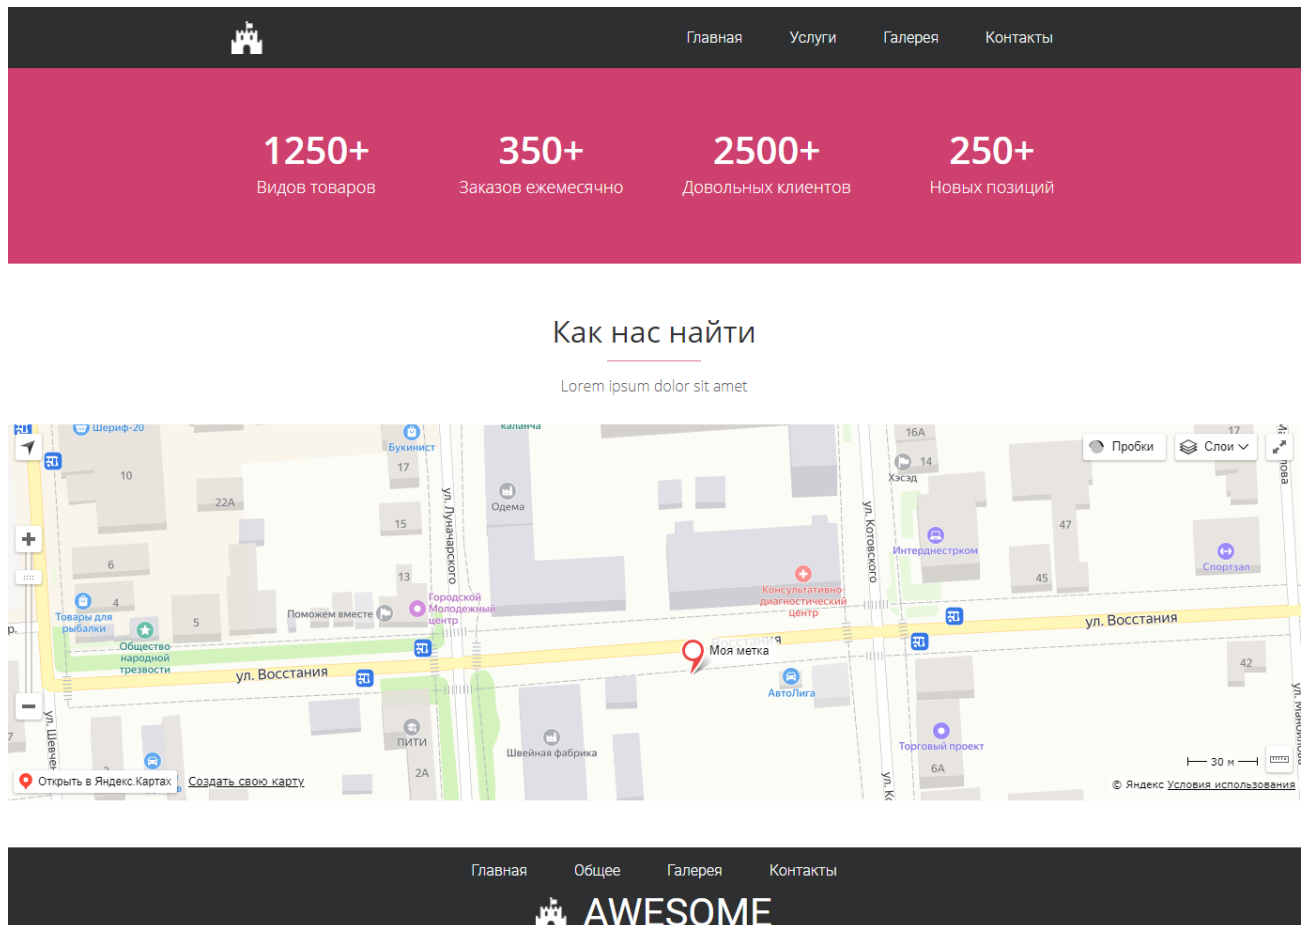 Главная Услуги Галерея Контакты
1250+ 350+ 2500+ 250+
Видов товаров Заказов ежемесячно Довольных клиентов Новых позиций
Как нас найти
Lorem ipsum dolor sit amet
Шериф-20
каланча
16А
17
Букинист
Пробки
Слои
10
17
14
Хэсэд
22А
Одема
15
47
ул. Луначарского
ул. Котовского
Интерднестрком
6
13
45
Спортзал
Консультативно-
диагностический
центр
4
Товары для
рыбалки
5
Поможем вместе
Городской
Молодежный
центр
р.
Общество
народной
трезвости
ул. Восстания
Моя метка
42
ул. Восстания
АвтоЛига
ПИТИ
Швейная фабрика
Торговый проект
2А
6А
7
30 м
Открыть в Яндекс.Картах
Создать свою карту
© Яндекс Условия использования
Главная Общее Галерея Контакты
AWESOME